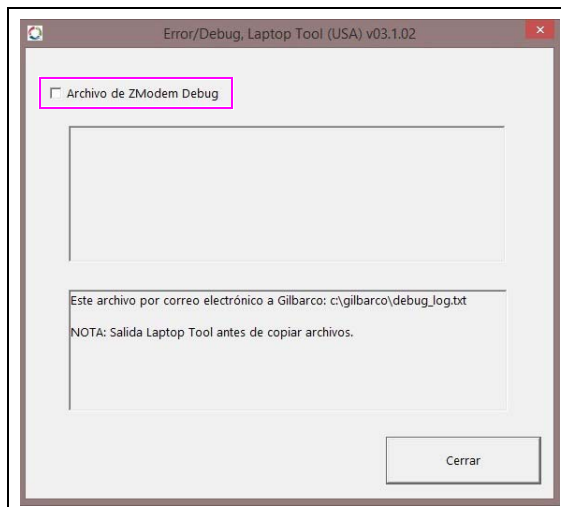 Error/Debug, Laptop Tool (USA) v03.1.02
Archivo de ZModem Debug
Este archivo por correo electrónico a Gilbarco: c:\gilbarco\debug_log.txt
NOTA: Salida Laptop Tool antes de copiar archivos.
Cerrar